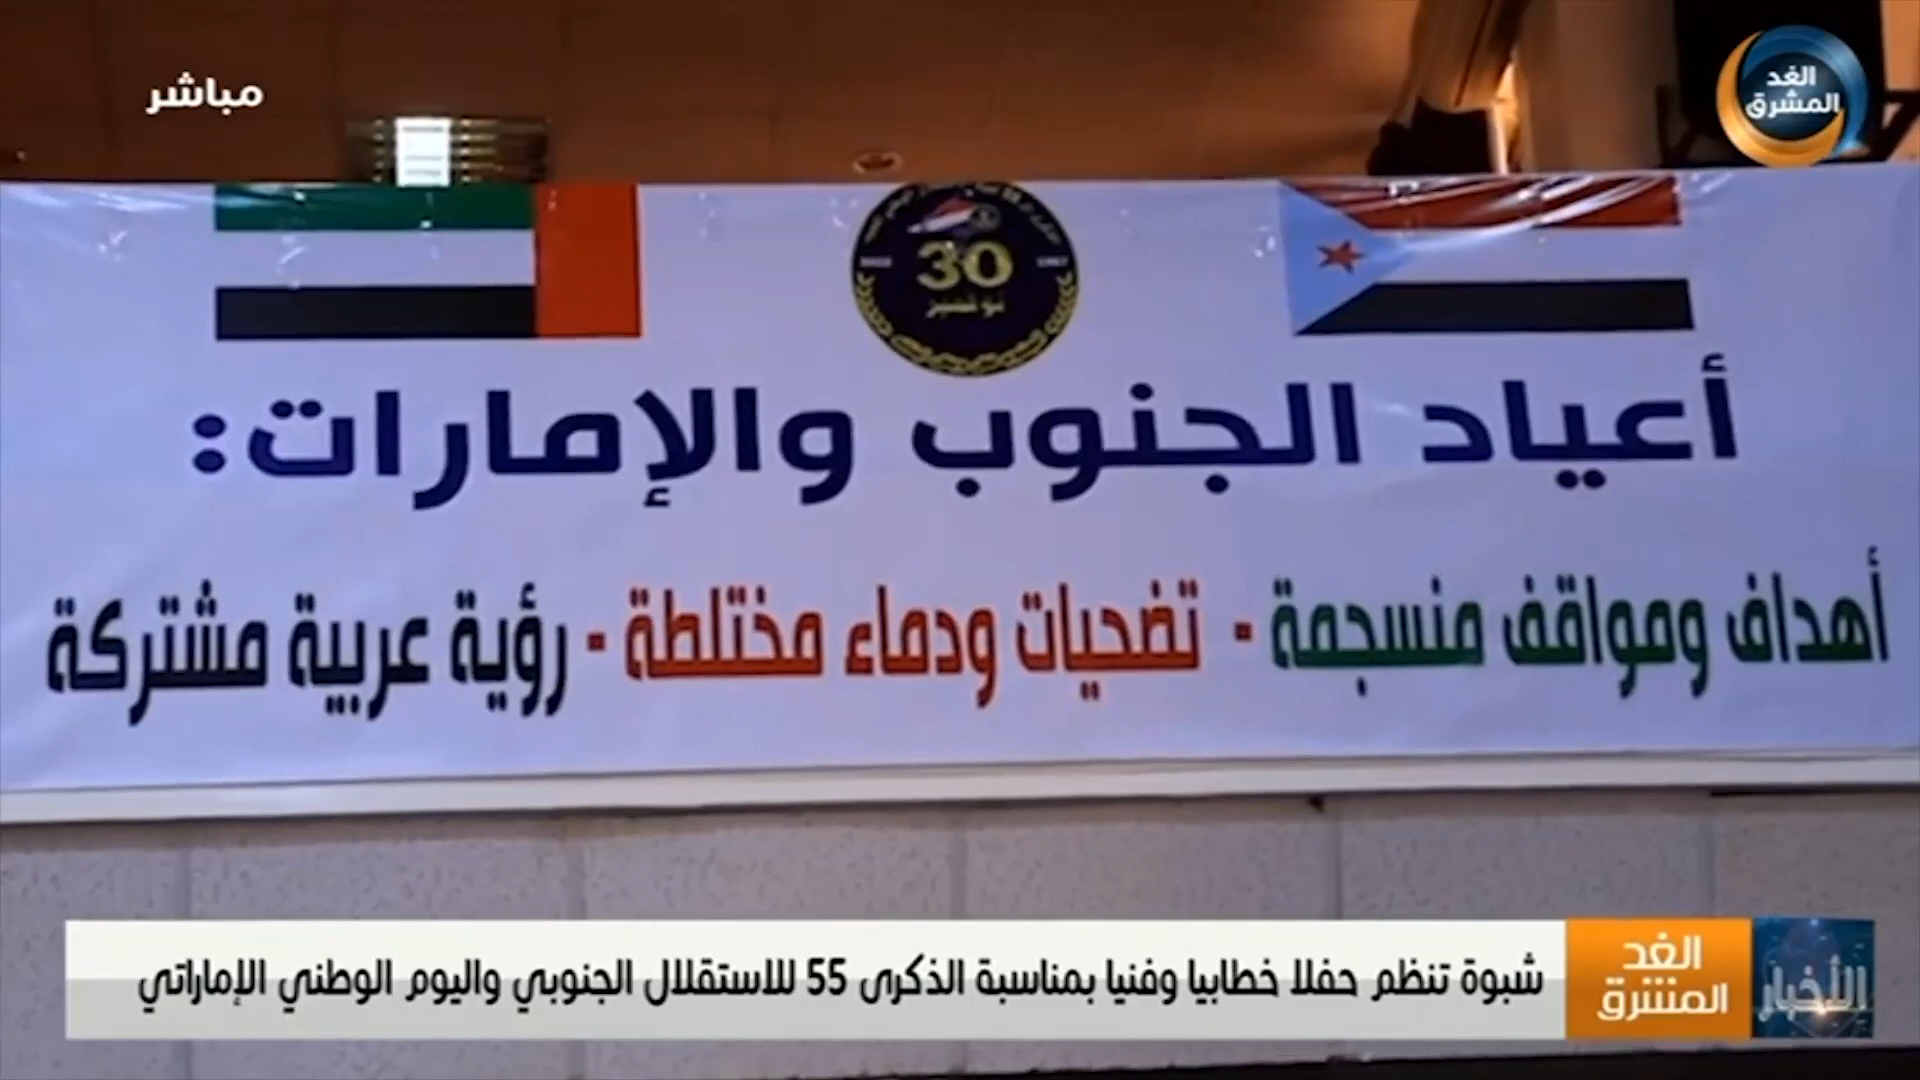 مباشر
الغد
المشرق
30
نوفمبر
أعياد الجنوب والإمارات:
أهداف ومواقف منسجمة - تضحيات ودماء مختلطة - رؤية عربية مشتركة
الأخبار
الغد
المشرق
شبوة تنظم حفلا خطابيا وفنيا بمناسبة الذكرى 55 للاستقلال الجنوبي واليوم الوطني الإماراتي